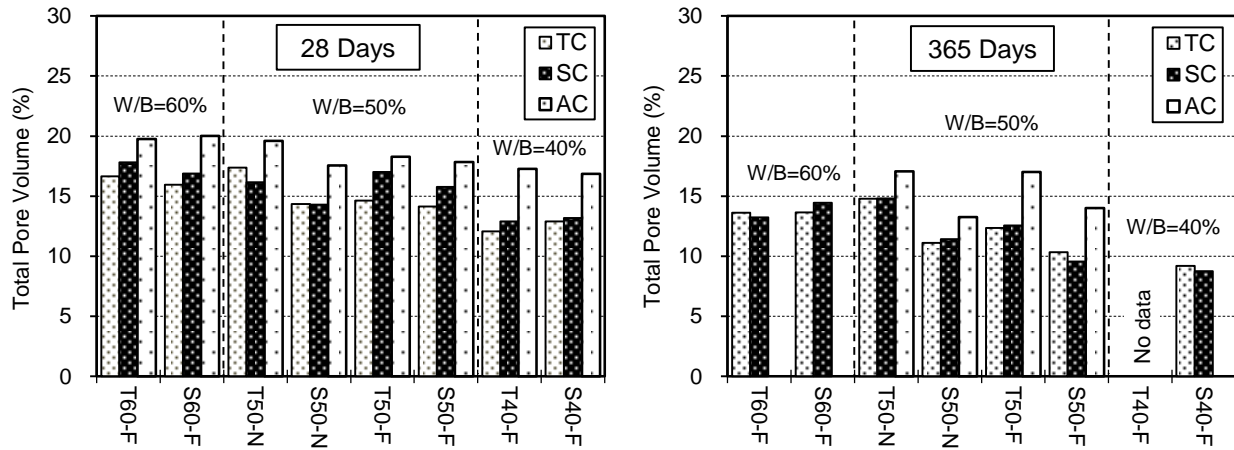 Total Pore Volume (%)
30
25
20
15
10
5
0
28 Days
TC
SC
AC
W/B=60%
W/B=50%
W/B=40%
T60-F
S60-F
T50-N
S50-N
T50-F
S50-F
T40-F
S40-F
Total Pore Volume (%)
30
25
20
15
10
5
0
365 Days
TC
SC
AC
W/B=50%
W/B=60%
W/B=40%
No data
T60-F
S60-F
T50-N
S50-N
T50-F
S50-F
T40-F
S40-F